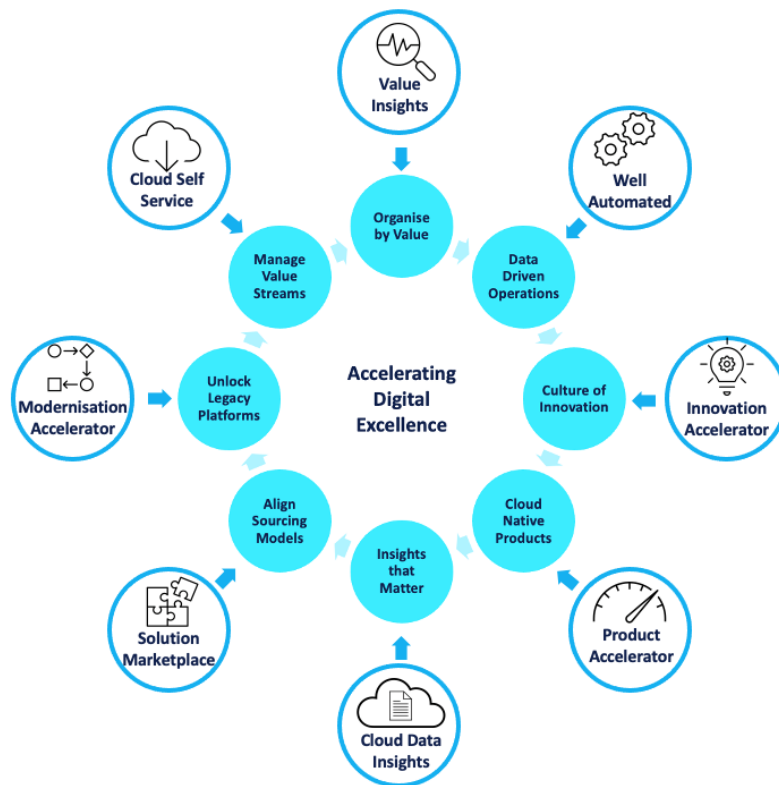 Value
Insights
Cloud Self
Service
Well
Automated
Organise
by Value
Manage
Value
Streams
Data
Driven
Operations
Modernisation
Accelerator
Unlock
Legacy
Platforms
Accelerating
Digital
Excellence
Culture of
Innovation
Innovation
Accelerator
Align
Sourcing
Models
Cloud
Native
Products
Insights
that
Matter
Solution
Marketplace
Product
Accelerator
Cloud Data
Insights